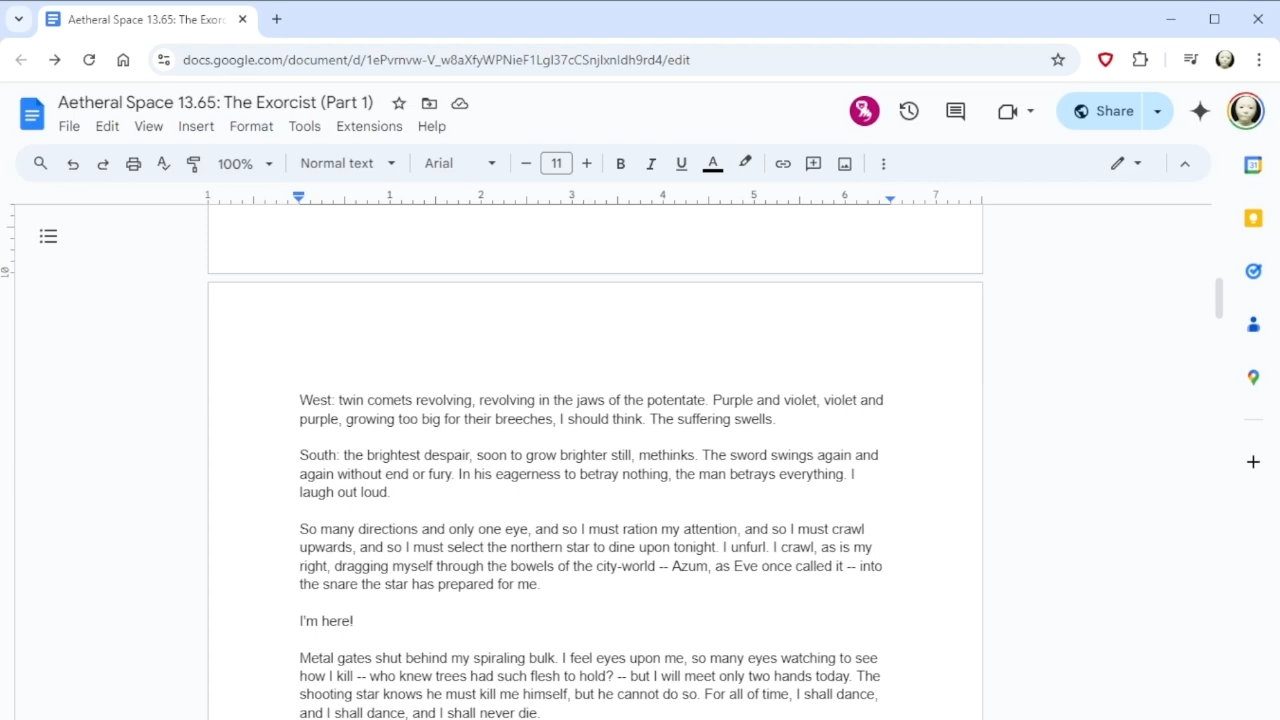 Aetheral Space 13.65: The Exorc
docs.google.com/document/d/1ePvrnvw-V_w8aXfyWPNieF1LgI37cCSnjlxnIdh9rd4/edit
Aetheral Space 13.65: The Exorcist (Part 1)
Share
File Edit View Insert Format Tools Extensions Help
100% Normal text Arial 11 B I U A
1 1 2 3 4 5 6 7
10
31
West: twin comets revolving, revolving in the jaws of the potentate. Purple and violet, violet and
purple, growing too big for their breeches, I should think. The suffering swells.
South: the brightest despair, soon to grow brighter still, methinks. The sword swings again and
again without end or fury. In his eagerness to betray nothing, the man betrays everything. I
laugh out loud.
So many directions and only one eye, and so I must ration my attention, and so I must crawl
upwards, and so I must select the northern star to dine upon tonight. I unfurl. I crawl, as is my
right, dragging myself through the bowels of the city-world -- Azum, as Eve once called it -- into
the snare the star has prepared for me.
I'm here!
Metal gates shut behind my spiraling bulk. I feel eyes upon me, so many eyes watching to see
how I kill -- who knew trees had such flesh to hold? -- but I will meet only two hands today. The
shooting star knows he must kill me himself, but he cannot do so. For all of time, I shall dance,
and I shall dance, and I shall never die.